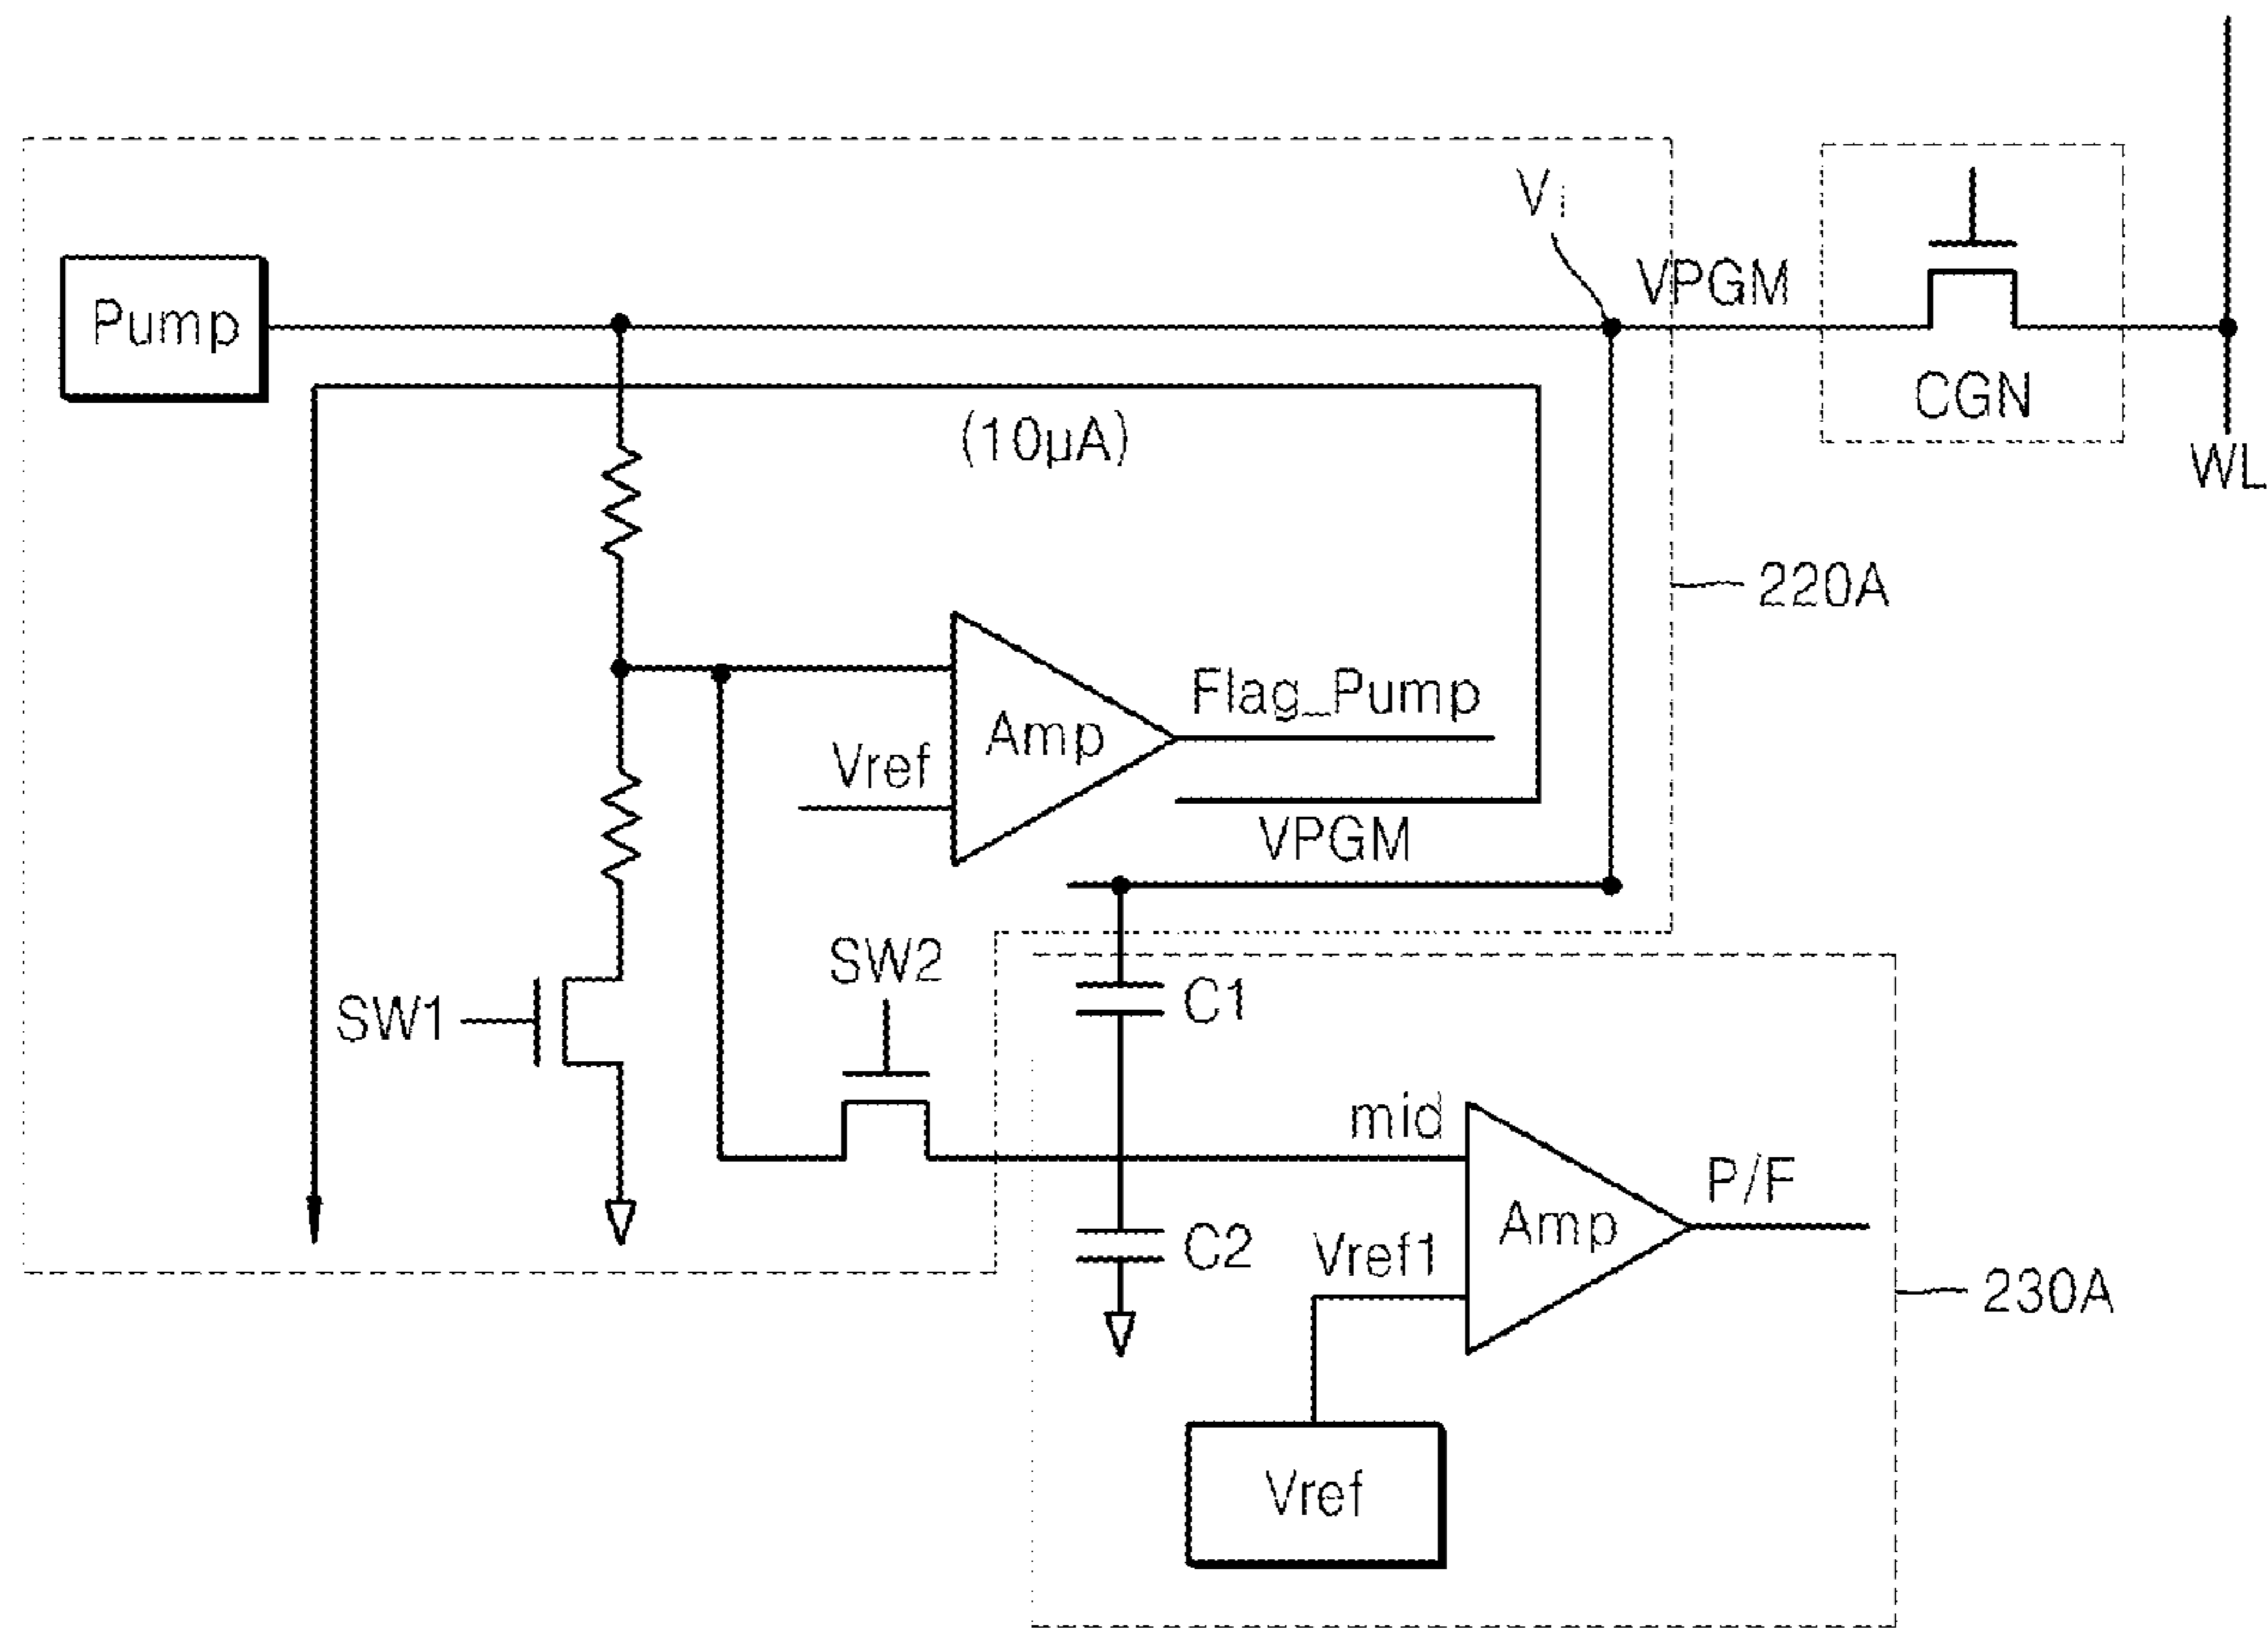 Vi
VPGM
Pump
CGN
(10μA)
WL
220A
Flag_Pump
Amp
Vref
VPGM
SW2
C1
SW1
mid
P/F
Amp
C2
Vref1
230A
Vref